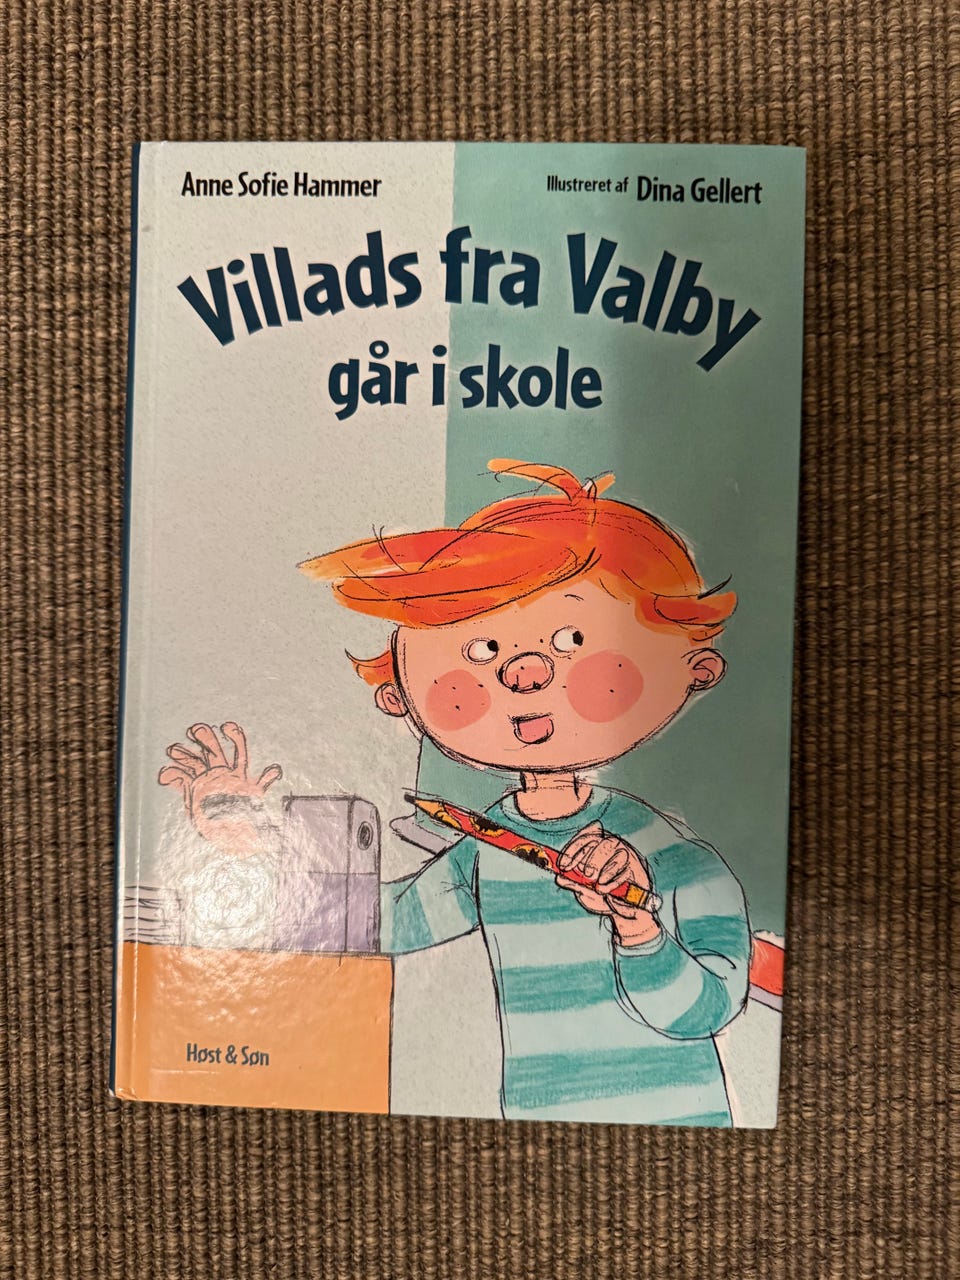 Anne Sofie Hammer
Illustreret af Dina Gellert
Villads fra Valby
går i skole
Høst & Søn